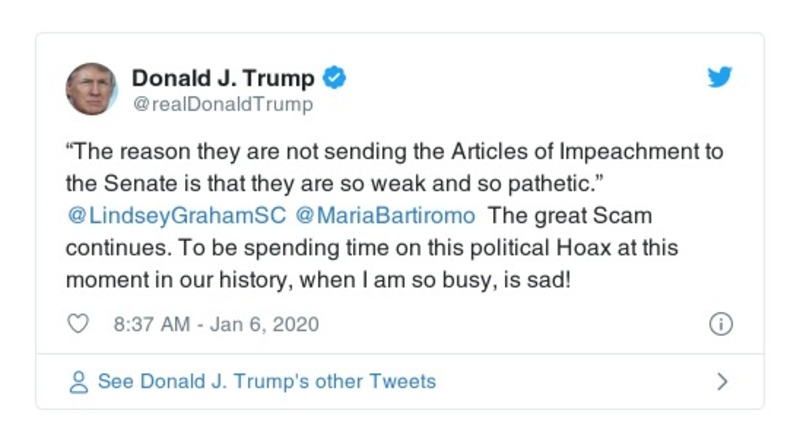 Donald J. Trump
@realDonaldTrump
“The reason they are not sending the Articles of Impeachment to
the Senate is that they are so weak and so pathetic.”
@LindseyGrahamSC @MariaBartiromo The great Scam
continues. To be spending time on this political Hoax at this
moment in our history, when I am so busy, is sad!
8:37 AM - Jan 6, 2020
See Donald J. Trump's other Tweets